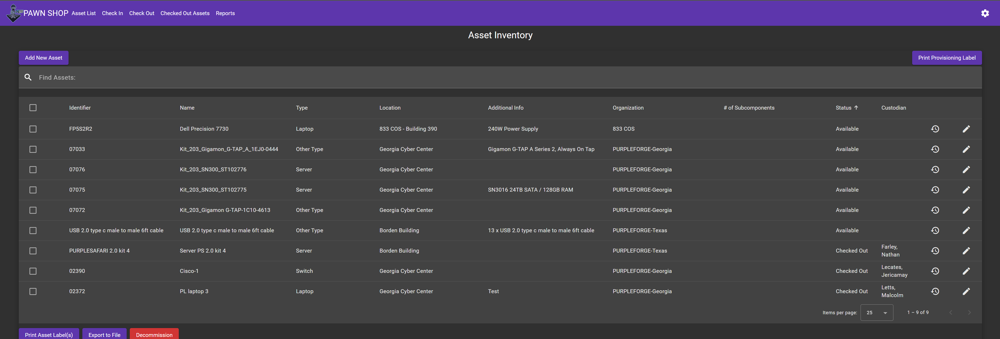 PAWN SHOP Asset List Check In Check Out Checked Out Assets Reports
Asset Inventory
Add New Asset Print Provisioning Label
Find Assets:
Identifier Name Type Location Additional Info Organization # of Subcomponents Status Custodian
FP5S2R2 Dell Precision 7730 Laptop 833 COS - Building 390 240W Power Supply 833 COS Available
07033 Kit_203_Gigamon_G-TAP_A_1EJ0-0444 Other Type Georgia Cyber Center Gigamon G-TAP A Series 2, Always On Tap PURPLEFORGE-Georgia Available
07076 Kit_203_SN300_ST102776 Server Georgia Cyber Center PURPLEFORGE-Georgia Available
07075 Kit_203_SN300_ST102775 Server Georgia Cyber Center SN3016 24TB SATA / 128GB RAM PURPLEFORGE-Georgia Available
07072 Kit_203_Gigamon G-TAP-1C10-4613 Other Type Georgia Cyber Center PURPLEFORGE-Georgia Available
USB 2.0 type c male to male 6ft cable USB 2.0 type c male to male 6ft cable Other Type Borden Building 13 x USB 2.0 type c male to male 6ft cable PURPLEFORGE-Texas Available
PURPLESAFARI 2.0 kit 4 Server PS 2.0 kit 4 Server Borden Building PURPLEFORGE-Texas Checked Out Farley,
Nathan
02390 Cisco-1 Switch Georgia Cyber Center PURPLEFORGE-Georgia Checked Out Lecates,
Jericamay
02372 PL laptop 3 Laptop Georgia Cyber Center Test PURPLEFORGE-Georgia Checked Out Letts,
Malcolm
Items per page: 25 1 – 9 of 9
Print Asset Label(s) Export to File Decommission